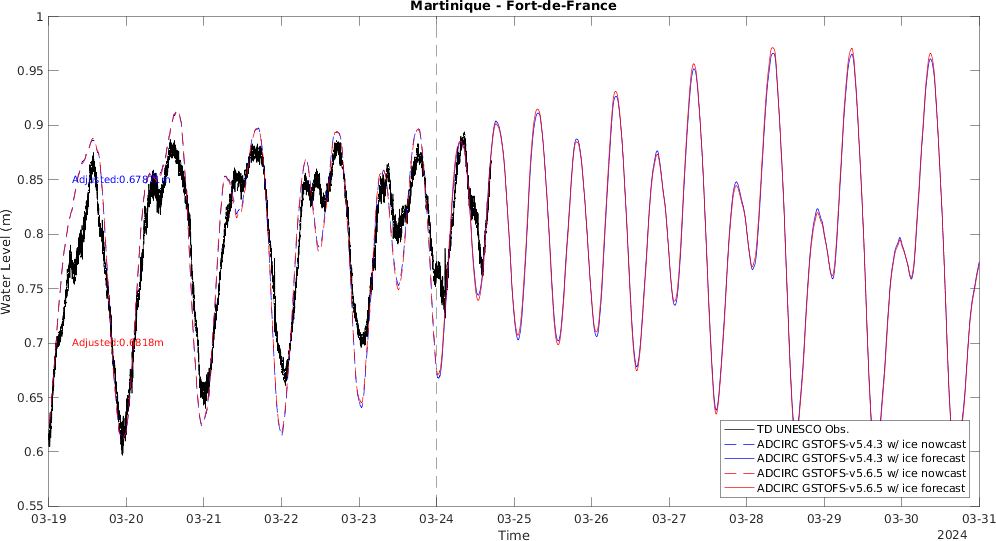 Martinique - Fort-de-France
1
0.95
0.9
0.85
0.8
0.75
0.7
0.65
0.6
0.55
Water Level (m)
Adjusted:0.6818m
TD UNESCO Obs.
ADCIRC GSTOFS-v5.4.3 w/ ice nowcast
ADCIRC GSTOFS-v5.4.3 w/ ice forecast
ADCIRC GSTOFS-v5.6.5 w/ ice nowcast
ADCIRC GSTOFS-v5.6.5 w/ ice forecast
03-19 03-20 03-21 03-22 03-23 03-24 03-25 03-26 03-27 03-28 03-29 03-30 03-31
Time
2024